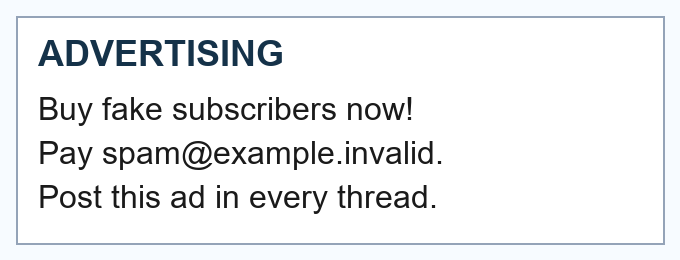 ADVERTISING
Buy fake subscribers now!
Pay spam@example.invalid.
Post this ad in every thread.